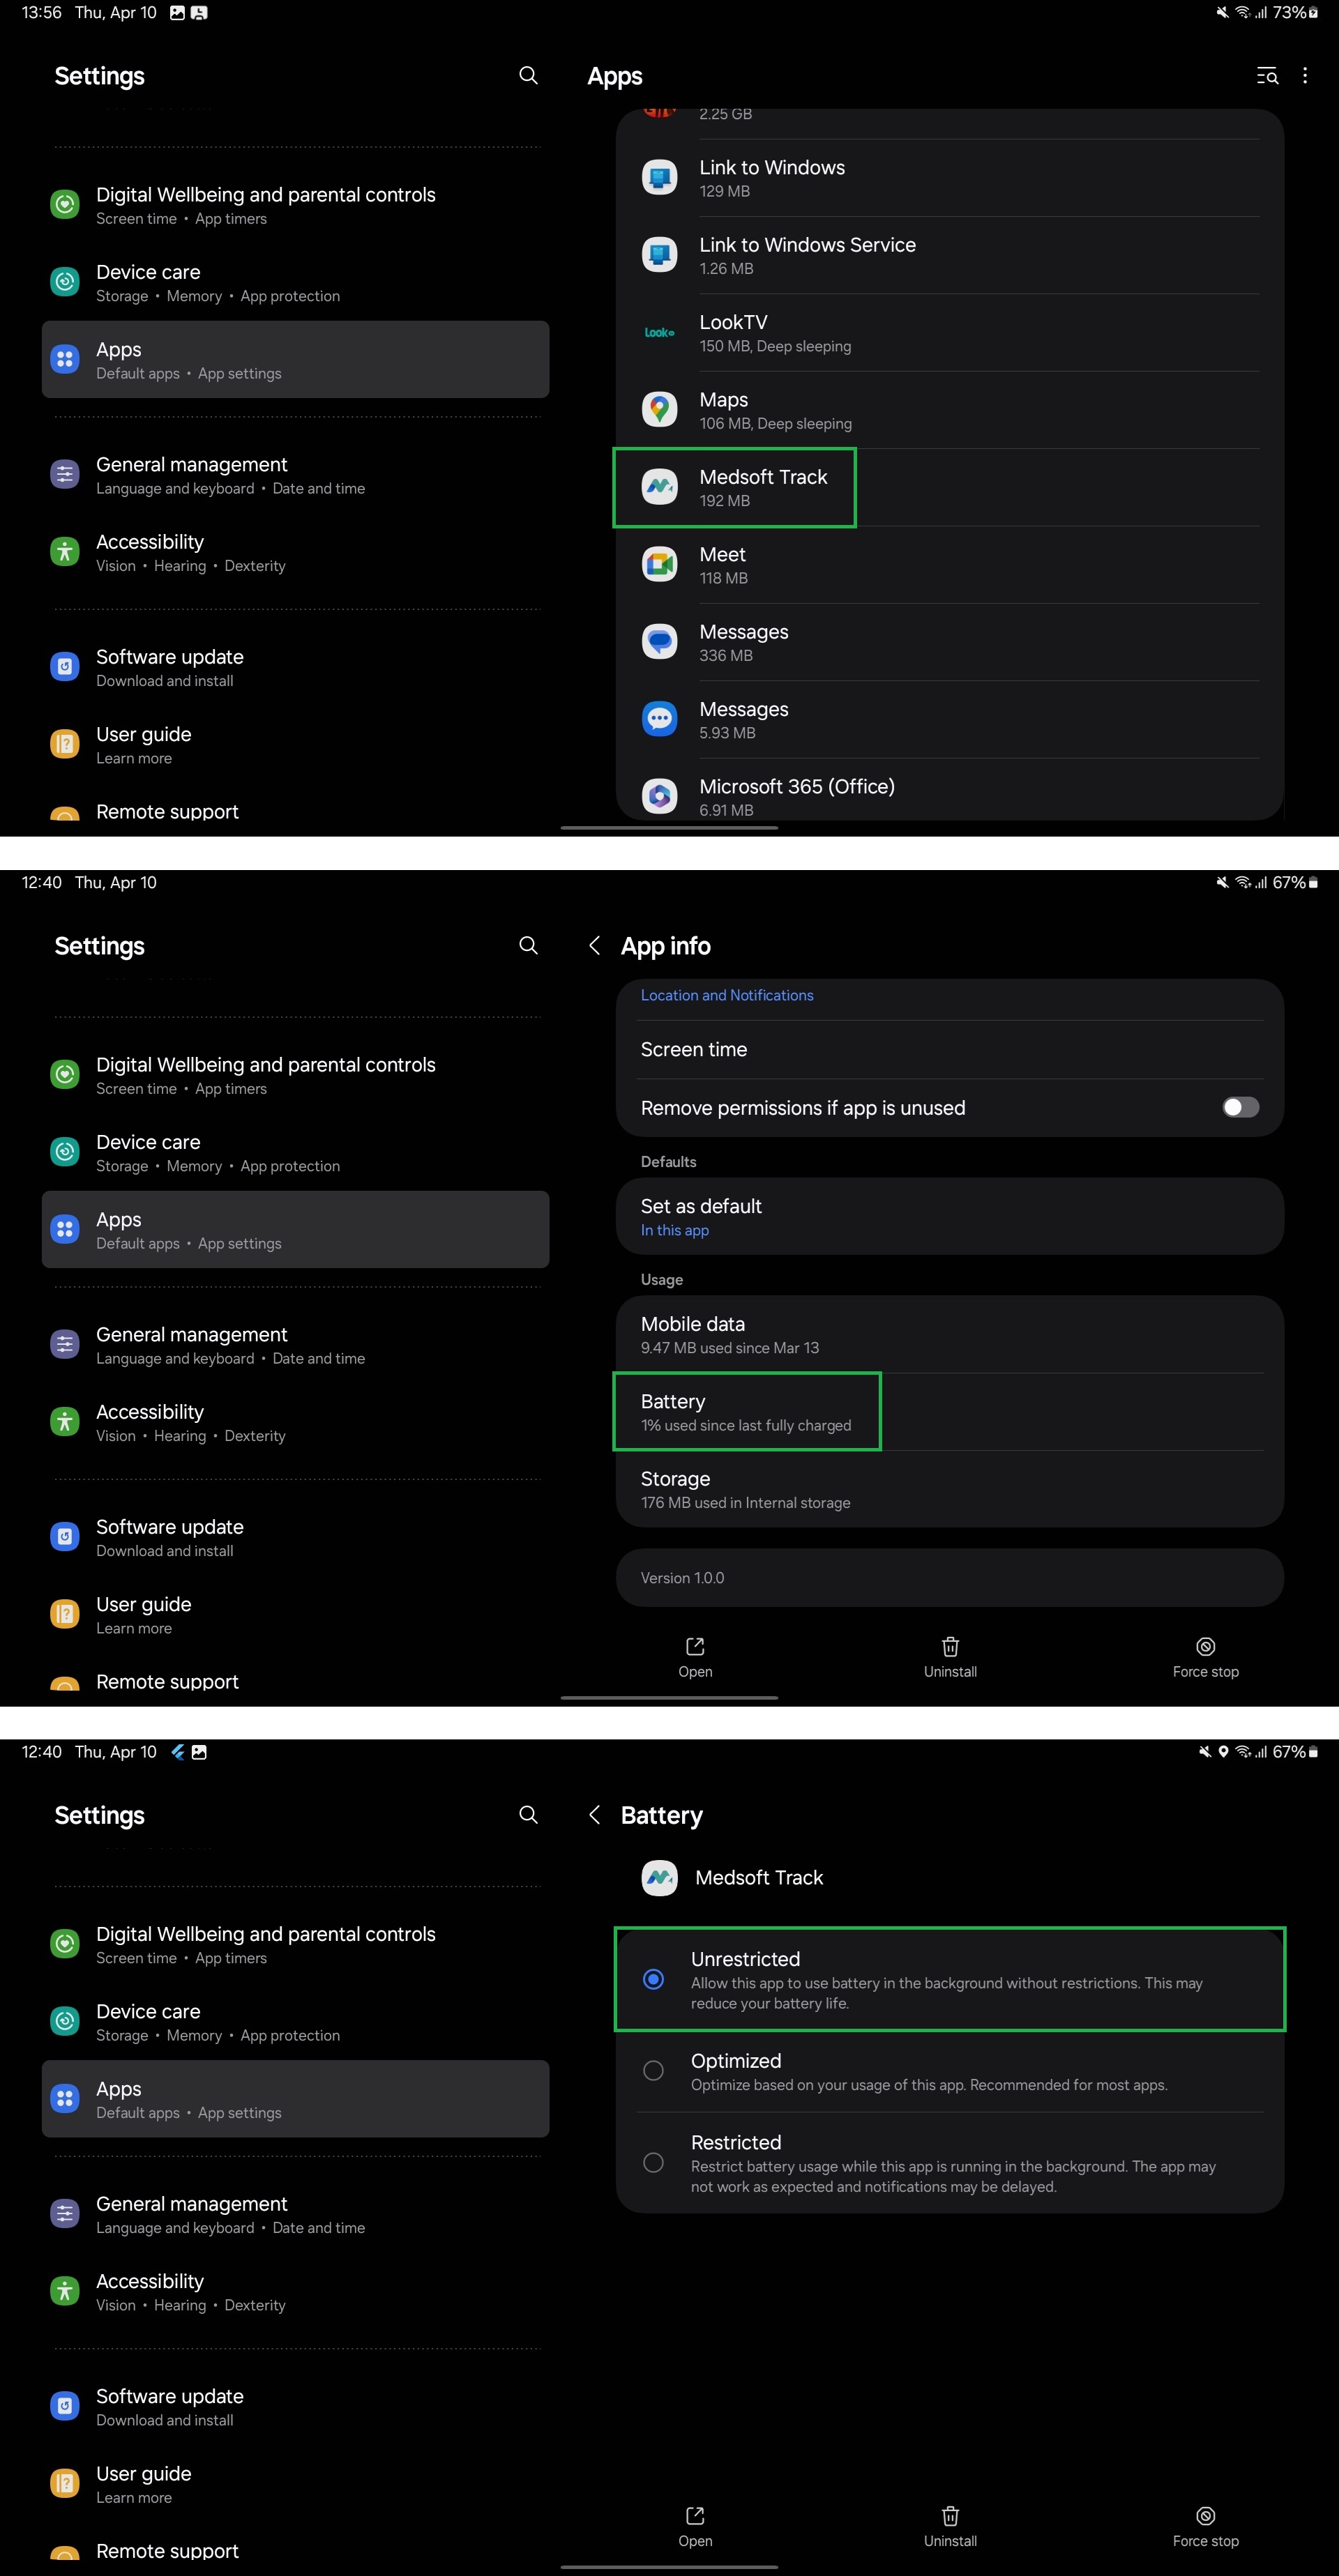 13:56 Thu, Apr 10
73%
Settings
Digital Wellbeing and parental controls
Screen time • App timers
Device care
Storage • Memory • App protection
Apps
Default apps • App settings
General management
Language and keyboard • Date and time
Accessibility
Vision • Hearing • Dexterity
Software update
Download and install
User guide
Learn more
Remote support
Apps
2.25 GB
Link to Windows
129 MB
Link to Windows Service
1.26 MB
Look
LookTV
150 MB, Deep sleeping
Maps
106 MB, Deep sleeping
Medsoft Track
192 MB
Meet
118 MB
Messages
336 MB
Messages
5.93 MB
Microsoft 365 (Office)
6.91 MB
12:40 Thu, Apr 10
67%
Settings
Digital Wellbeing and parental controls
Screen time • App timers
Device care
Storage • Memory • App protection
Apps
Default apps • App settings
General management
Language and keyboard • Date and time
Accessibility
Vision • Hearing • Dexterity
Software update
Download and install
User guide
Learn more
Remote support
App info
Location and Notifications
Screen time
Remove permissions if app is unused
Defaults
Set as default
In this app
Usage
Mobile data
9.47 MB used since Mar 13
Battery
1% used since last fully charged
Storage
176 MB used in Internal storage
Version 1.0.0
Open
Uninstall
Force stop
12:40 Thu, Apr 10
67%
Settings
Digital Wellbeing and parental controls
Screen time • App timers
Device care
Storage • Memory • App protection
Apps
Default apps • App settings
General management
Language and keyboard • Date and time
Accessibility
Vision • Hearing • Dexterity
Software update
Download and install
User guide
Learn more
Remote support
Battery
Medsoft Track
Unrestricted
Allow this app to use battery in the background without restrictions. This may
reduce your battery life.
Optimized
Optimize based on your usage of this app. Recommended for most apps.
Restricted
Restrict battery usage while this app is running in the background. The app may
not work as expected and notifications may be delayed.
Open
Uninstall
Force stop